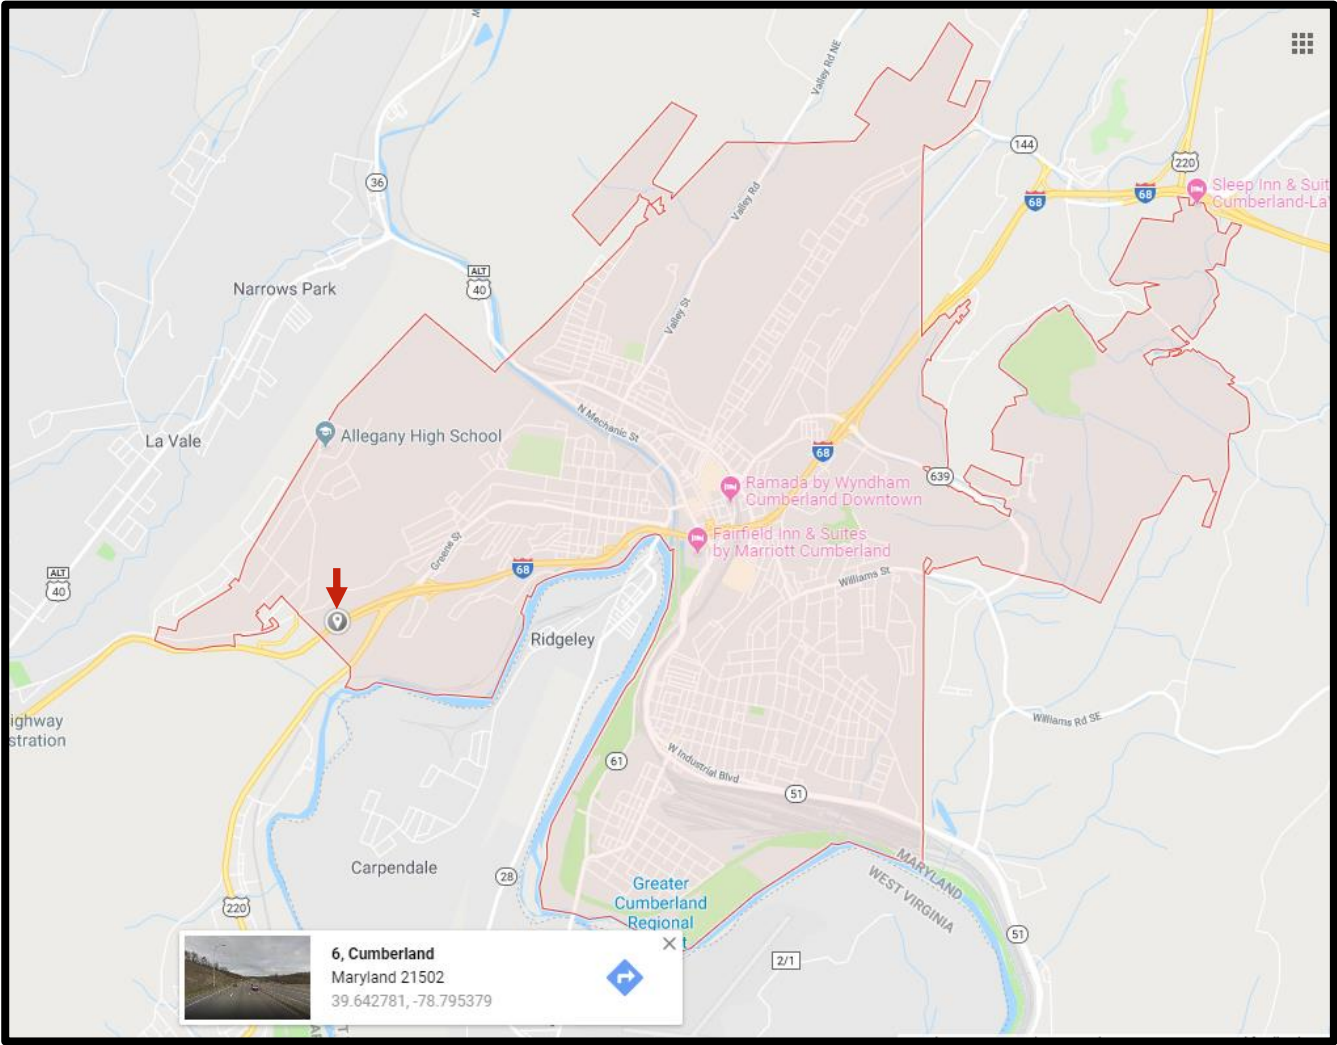 Valley Rd NE
144
220
36
68
68
Sleep Inn & Suit
Cumberland-La
Valley Rd
ALT
40
Narrows Park
Valley St
N Mechanic St
La Vale
Allegany High School
68
639
Ramada by Wyndham
Cumberland Downtown
Fairfield Inn & Suites
by Marriott Cumberland
Greene St
68
ALT
40
Williams St
Ridgeley
ighway
stration
Williams Rd SE
61
W Industrial Blvd
51
MARYLAND
WEST VIRGINIA
Carpendale
28
Greater
Cumberland
Regional
t
220
51
2/1
6, Cumberland
Maryland 21502
39.642781, -78.795379